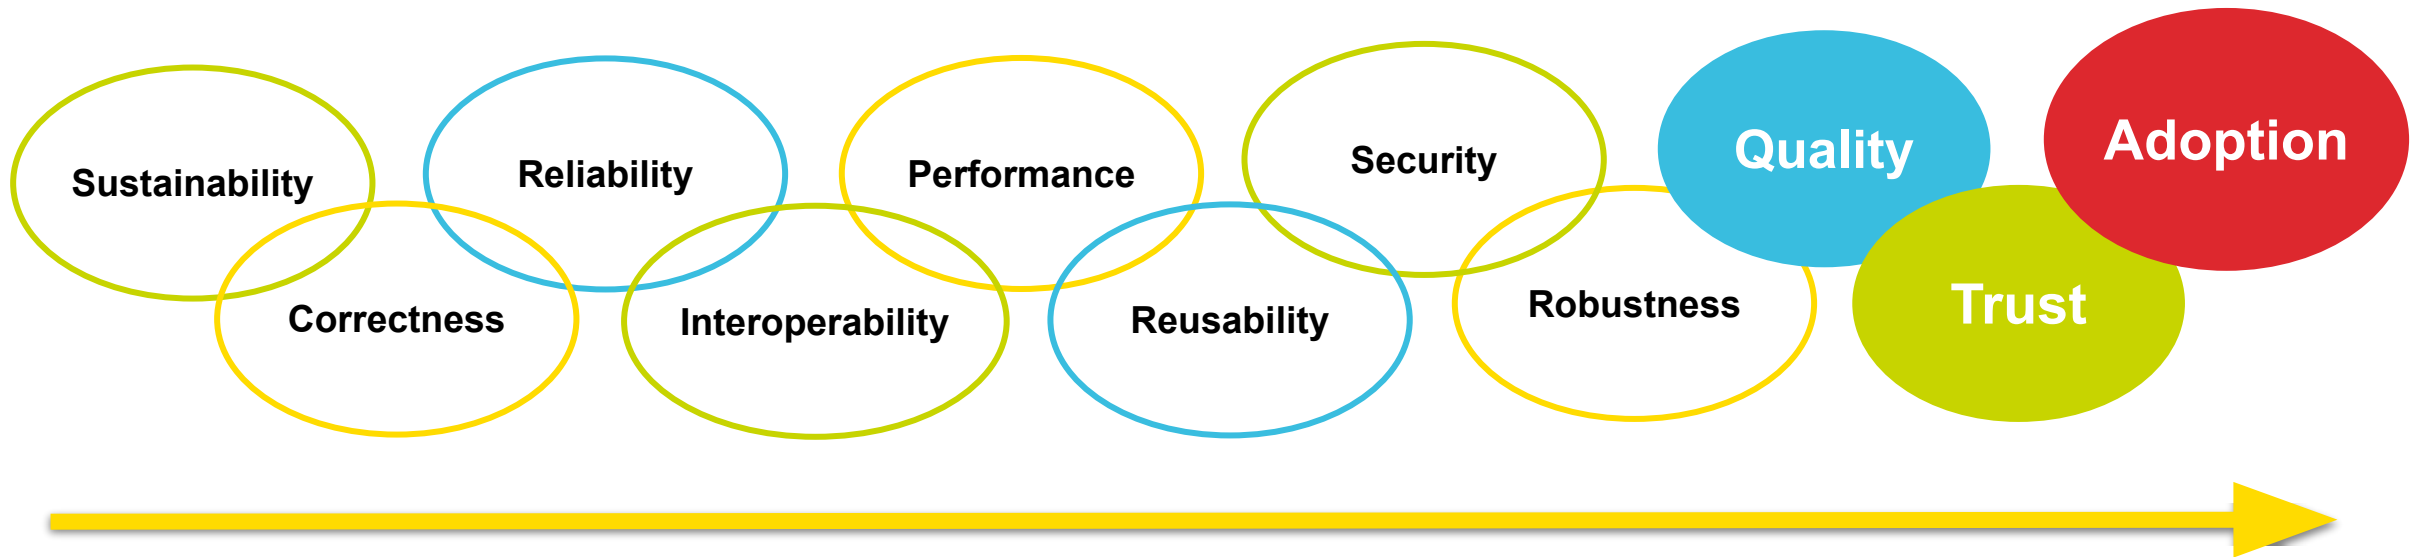 Sustainability
Correctness
Reliability
Interoperability
Performance
Reusability
Security
Robustness
Quality
Trust
Adoption